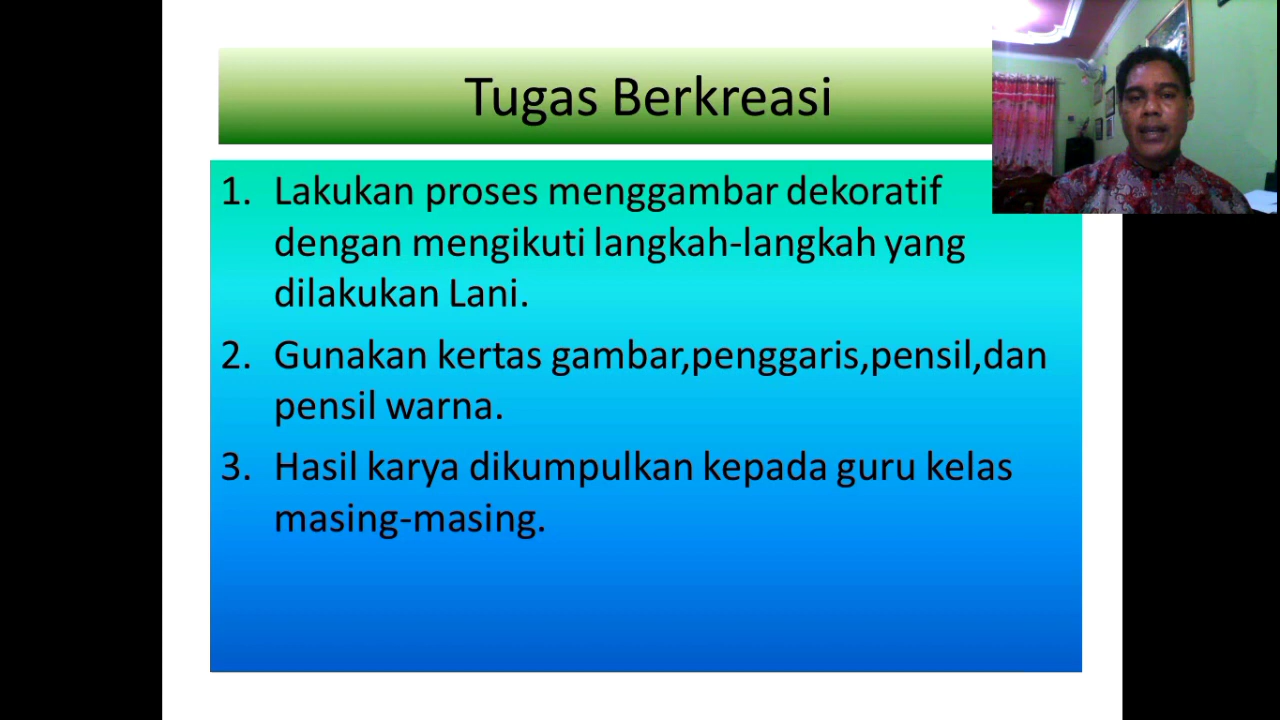 Tugas Berkreasi
1. Lakukan proses menggambar dekoratif
dengan mengikuti langkah-langkah yang
dilakukan Lani.
2. Gunakan kertas gambar,penggaris,pensil,dan
pensil warna.
3. Hasil karya dikumpulkan kepada guru kelas
masing-masing.